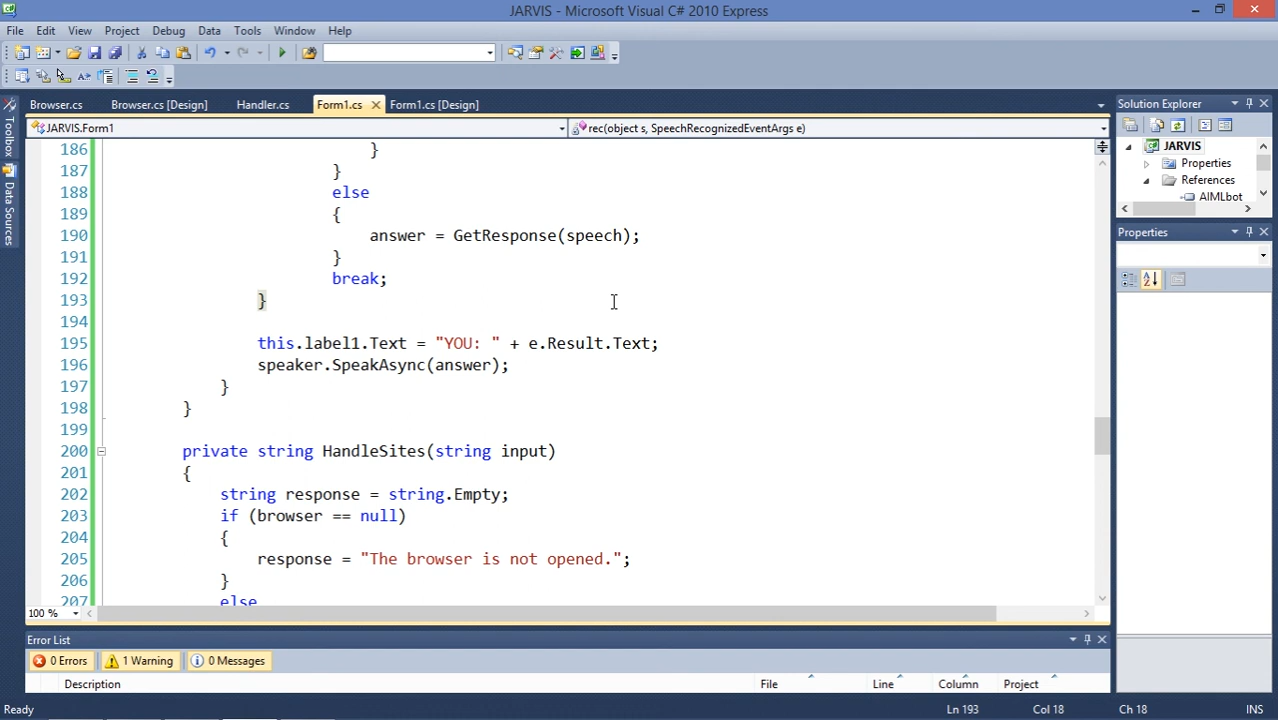 JARVIS - Microsoft Visual C# 2010 Express
File Edit View Project Debug Data Tools Window Help
Browser.cs Browser.cs [Design] Handler.cs Form1.cs Form1.cs [Design]
Solution Explorer
JARVIS.Form1
rec(object s, SpeechRecognizedEventArgs e)
Toolbox
Data Sources
JARVIS
Properties
References
AIMLbot
Properties
186 }
187 }
188 else
189 {
190 answer = GetResponse(speech);
191 }
192 break;
193 }
194
195 this.label1.Text = "YOU: " + e.Result.Text;
196 speaker.SpeakAsync(answer);
197 }
198 }
199
200 private string HandleSites(string input)
201 {
202 string response = string.Empty;
203 if (browser == null)
204 {
205 response = "The browser is not opened.";
206 }
207 else
100 %
Error List
0 Errors 1 Warning 0 Messages
Description File Line Column Project
Ready Ln 193 Col 18 Ch 18 INS